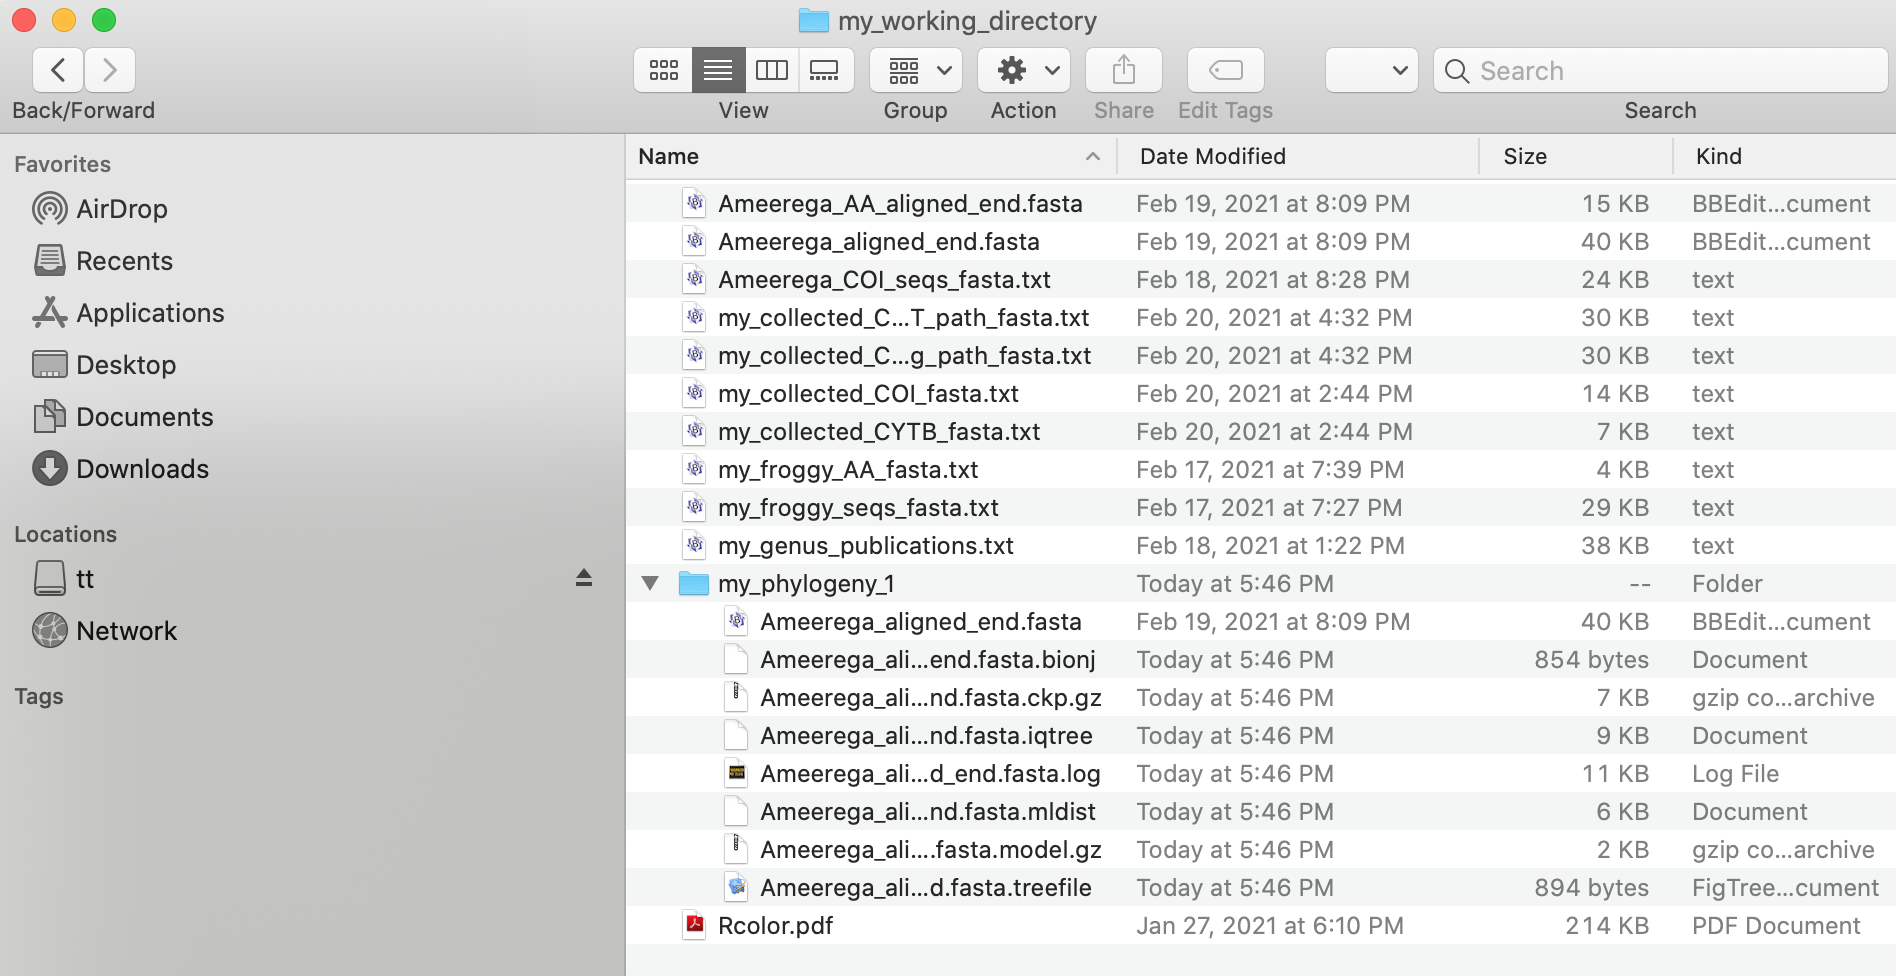 my_working_directory
Back/Forward
View
Group
Action
Share
Edit Tags
Search
Search
Favorites
AirDrop
Recents
Applications
Desktop
Documents
Downloads
Locations
tt
Network
Tags
Name Date Modified Size Kind
Ameerega_AA_aligned_end.fasta Feb 19, 2021 at 8:09 PM 15 KB BBEdit...cument
Ameerega_aligned_end.fasta Feb 19, 2021 at 8:09 PM 40 KB BBEdit...cument
Ameerega_COI_seqs_fasta.txt Feb 18, 2021 at 8:28 PM 24 KB text
my_collected_C...T_path_fasta.txt Feb 20, 2021 at 4:32 PM 30 KB text
my_collected_C...g_path_fasta.txt Feb 20, 2021 at 4:32 PM 30 KB text
my_collected_COI_fasta.txt Feb 20, 2021 at 2:44 PM 14 KB text
my_collected_CYTB_fasta.txt Feb 20, 2021 at 2:44 PM 7 KB text
my_froggy_AA_fasta.txt Feb 17, 2021 at 7:39 PM 4 KB text
my_froggy_seqs_fasta.txt Feb 17, 2021 at 7:27 PM 29 KB text
my_genus_publications.txt Feb 18, 2021 at 1:22 PM 38 KB text
my_phylogeny_1 Today at 5:46 PM -- Folder
Ameerega_aligned_end.fasta Feb 19, 2021 at 8:09 PM 40 KB BBEdit...cument
Ameerega_ali...end.fasta.bionj Today at 5:46 PM 854 bytes Document
Ameerega_ali...nd.fasta.ckp.gz Today at 5:46 PM 7 KB gzip co...archive
Ameerega_ali...nd.fasta.iqtree Today at 5:46 PM 9 KB Document
Ameerega_ali...d_end.fasta.log Today at 5:46 PM 11 KB Log File
Ameerega_ali...nd.fasta.mldist Today at 5:46 PM 6 KB Document
Ameerega_ali....fasta.model.gz Today at 5:46 PM 2 KB gzip co...archive
Ameerega_ali...d.fasta.treefile Today at 5:46 PM 894 bytes FigTree...cument
Rcolor.pdf Jan 27, 2021 at 6:10 PM 214 KB PDF Document